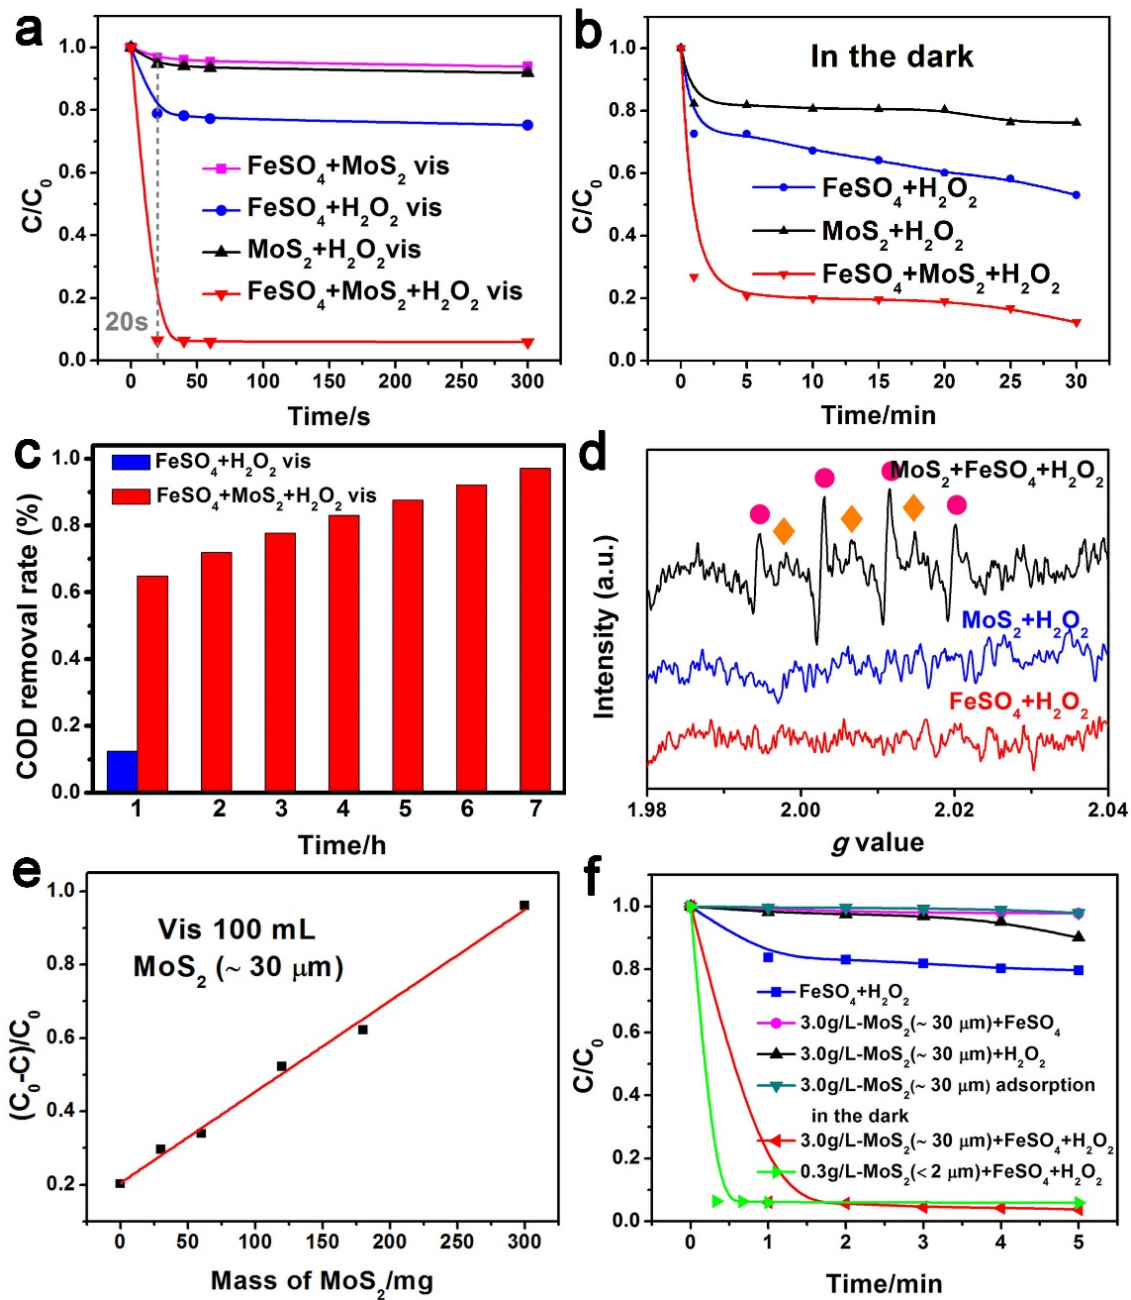 a
1.0
0.8
0.6
0.4
0.2
0.0
C/C₀
FeSO₄+MoS₂ vis
FeSO₄+H₂O₂ vis
MoS₂+H₂O₂vis
FeSO₄+MoS₂+H₂O₂ vis
20s
0 50 100 150 200 250 300
Time/s
b
In the dark
1.0
0.8
0.6
0.4
0.2
0.0
C/C₀
FeSO₄+H₂O₂
MoS₂+H₂O₂
FeSO₄+MoS₂+H₂O₂
0 5 10 15 20 25 30
Time/min
c
1.0
0.8
0.6
0.4
0.2
0.0
COD removal rate (%)
FeSO₄+H₂O₂ vis
FeSO₄+MoS₂+H₂O₂ vis
1 2 3 4 5 6 7
Time/h
d
Intensity (a.u.)
MoS₂+FeSO₄+H₂O₂
MoS₂+H₂O₂
FeSO₄+H₂O₂
1.98 2.00 2.02 2.04
g value
e
1.0
0.8
0.6
0.4
0.2
(C₀-C)/C₀
Vis 100 mL
MoS₂ (~ 30 μm)
0 50 100 150 200 250 300
Mass of MoS₂/mg
f
1.0
0.8
0.6
0.4
0.2
0.0
C/C₀
FeSO₄+H₂O₂
3.0g/L-MoS₂(~ 30 μm)+FeSO₄
3.0g/L-MoS₂(~ 30 μm)+H₂O₂
3.0g/L-MoS₂(~ 30 μm) adsorption
in the dark
3.0g/L-MoS₂(~ 30 μm)+FeSO₄+H₂O₂
0.3g/L-MoS₂(< 2 μm)+FeSO₄+H₂O₂
0 1 2 3 4 5
Time/min